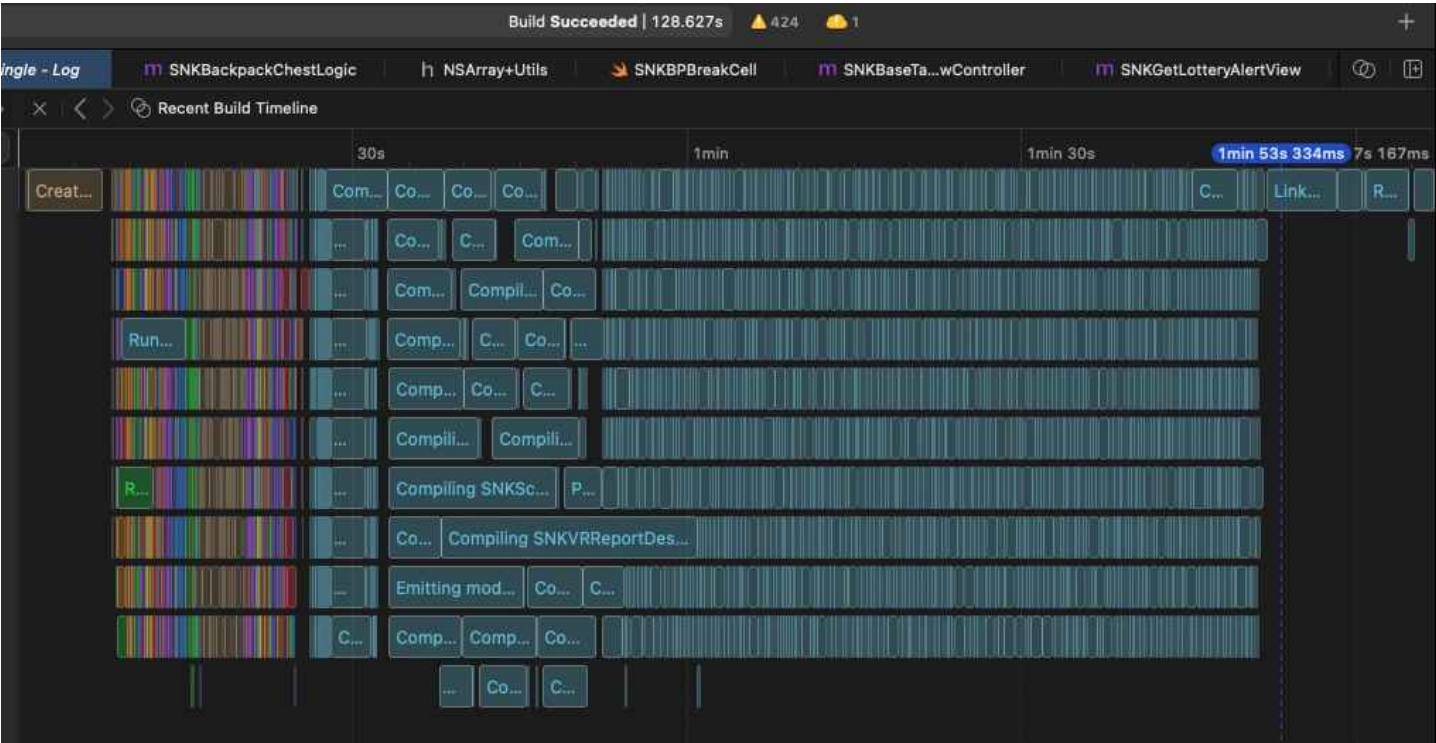 Build Succeeded | 128.627s 424 1
ingle - Log SNKBackpackChestLogic h NSArray+Utils SNKBPBreakCell m SNKBaseTa...wController m SNKGetLotteryAlertView
Recent Build Timeline
30s 1min 1min 30s 1min 53s 334ms 7s 167ms
Creat... Com... Co... Co... Co... C... Link... R...
... Co... C... Com...
... Com... Compil... Co...
Run... ... Comp... C... Co... ...
... Comp... Co... C...
... Compili... Compili...
R... ... Compiling SNKSc... P...
... Co... Compiling SNKVRReportDes...
... Emitting mod... Co... C...
C... Comp... Comp... Co...
... Co... C...